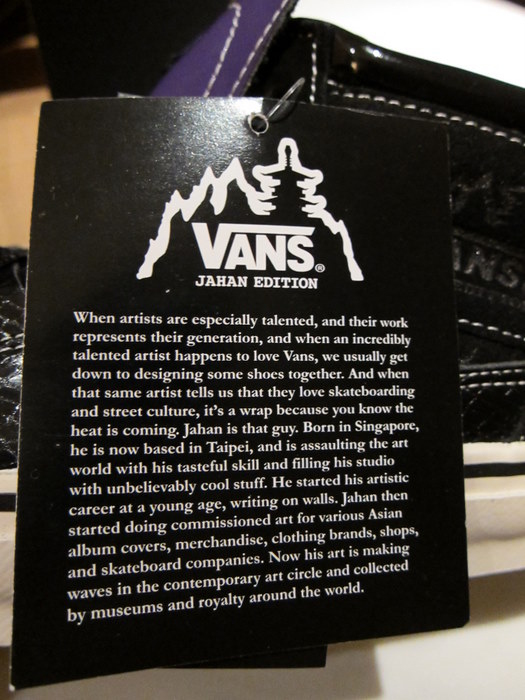 VANS®
JAHAN EDITION
When artists are especially talented, and their work
represents their generation, and when an incredibly
talented artist happens to love Vans, we usually get
down to designing some shoes together. And when
that same artist tells us that they love skateboarding
and street culture, it's a wrap because you know the
heat is coming. Jahan is that guy. Born in Singapore,
he is now based in Taipei, and is assaulting the art
world with his tasteful skill and filling his studio
with unbelievably cool stuff. He started his artistic
career at a young age, writing on walls. Jahan then
started doing commissioned art for various Asian
album covers, merchandise, clothing brands, shops,
and skateboard companies. Now his art is making
waves in the contemporary art circle and collected
by museums and royalty around the world.